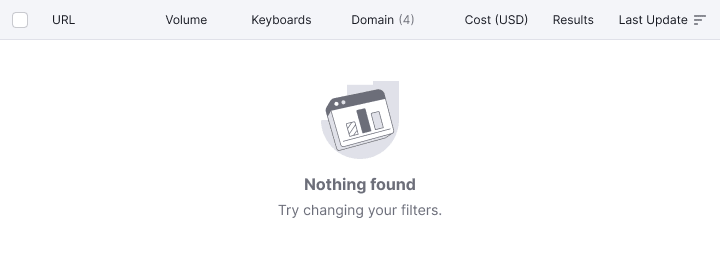 URL Volume Keyboards Domain (4) Cost (USD) Results Last Update
Nothing found
Try changing your filters.